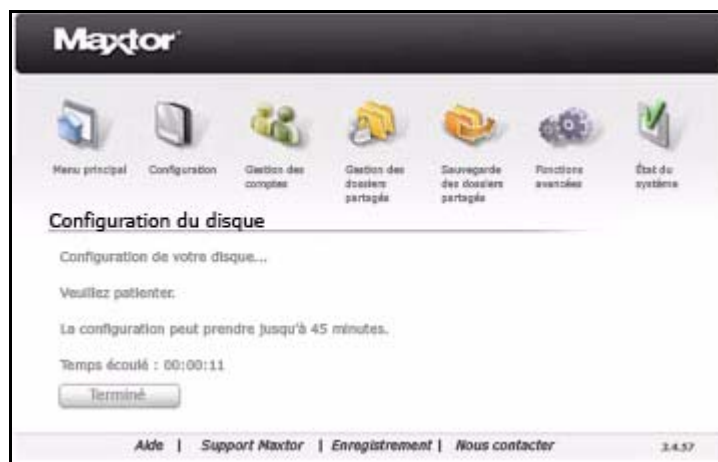 Maxtor
Menu principal
Configuration
Gestion des comptes
Gestion des dossiers partagés
Sauvegarde des dossiers partagés
Fonctions avancées
État du système
Configuration du disque
Configuration de votre disque...
Veuillez patienter.
La configuration peut prendre jusqu'à 45 minutes.
Temps écoulé : 00:00:11
Terminé
Aide | Support Maxtor | Enregistrement | Nous contacter 3.4.57